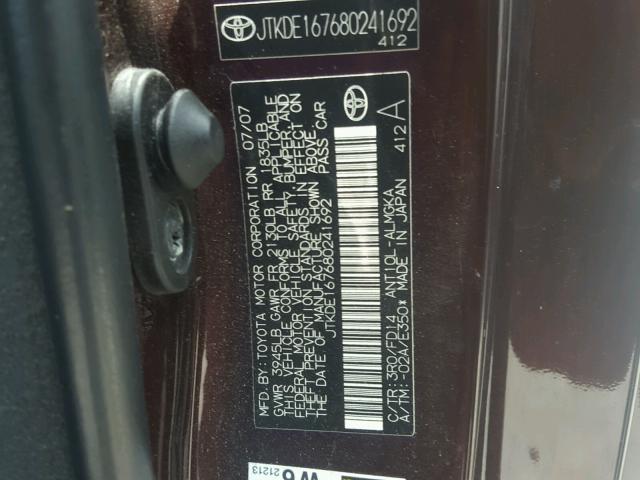 JTKDE167680241692
412
MFD.BY: TOYOTA MOTOR CORPORATION 07/07
GVWR 3945LB GAWR FR 2130LB RR 1835LB
THIS VEHICLE CONFORMS TO ALL APPLICABLE
FEDERAL MOTOR VEHICLE SAFETY, BUMPER, AND
THEFT PREVENTION STANDARDS IN EFFECT ON
THE DATE OF MANUFACTURE SHOWN ABOVE.
JTKDE167680241692 PASS CAR
412 A
C/TR: 3R0/FD14 ANT10L-ALMGKA
A/TM: -02A/E350* MADE IN JAPAN
21213